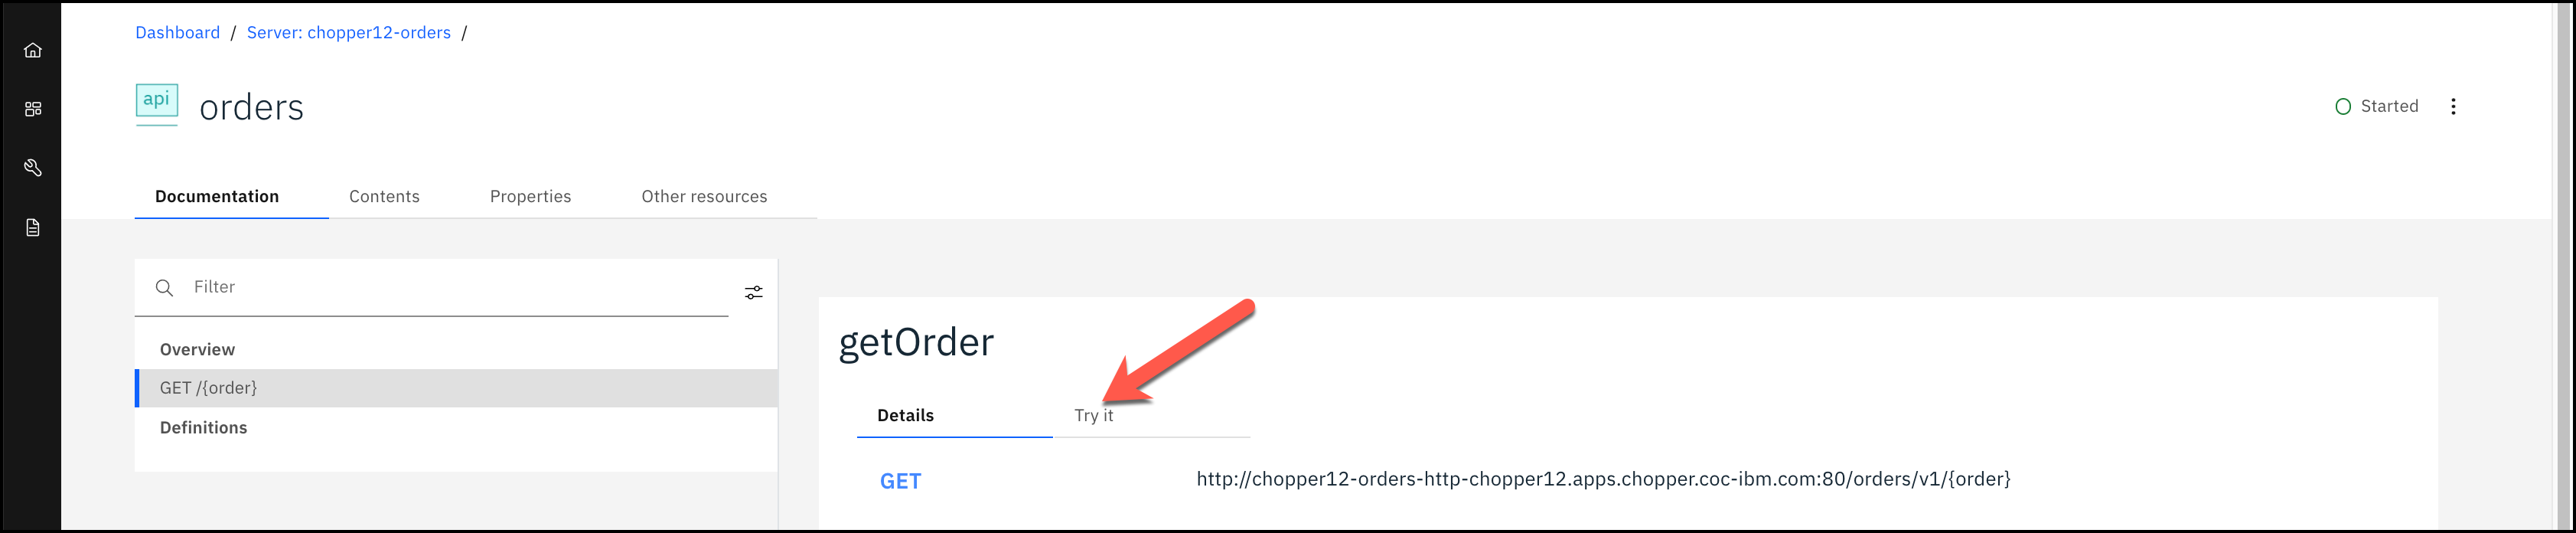 Dashboard / Server: chopper12-orders /
api orders
Started
Documentation Contents Properties Other resources
Filter
Overview
GET /{order}
Definitions
getOrder
Details Try it
GET http://chopper12-orders-http-chopper12.apps.chopper.coc-ibm.com:80/orders/v1/{order}